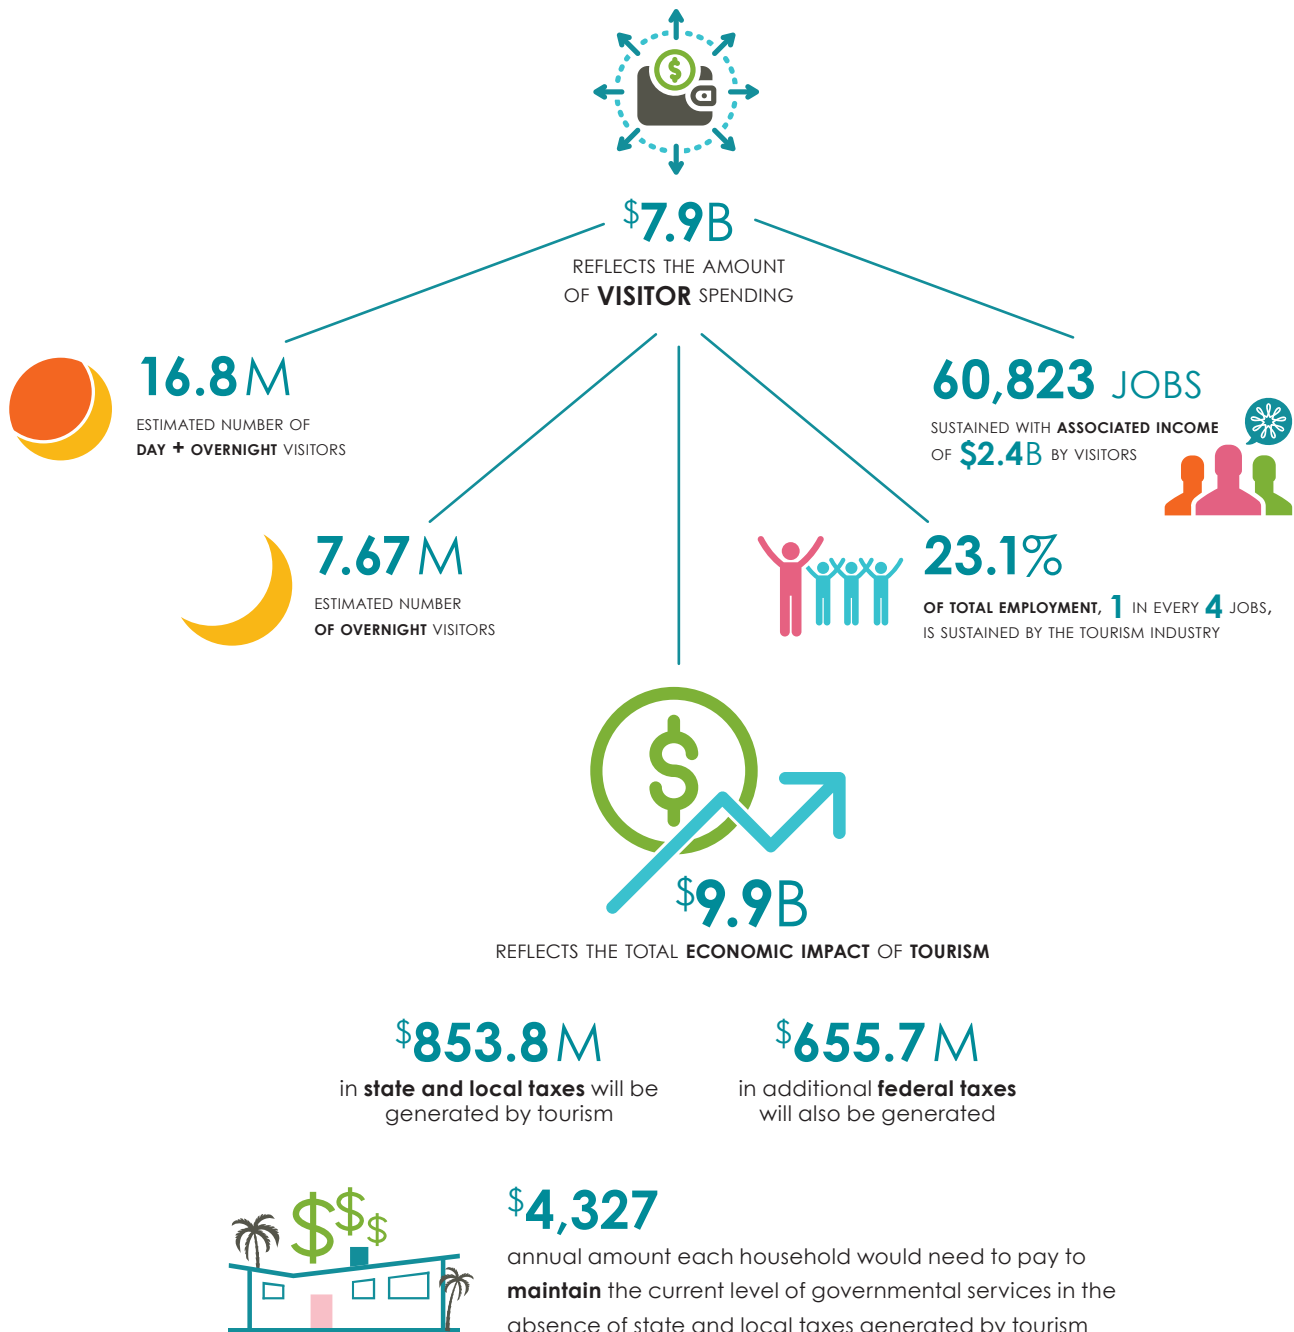 $7.9B
REFLECTS THE AMOUNT
OF VISITOR SPENDING
16.8M
ESTIMATED NUMBER OF
DAY + OVERNIGHT VISITORS
60,823 JOBS
SUSTAINED WITH ASSOCIATED INCOME
OF $2.4B BY VISITORS
7.67M
ESTIMATED NUMBER
OF OVERNIGHT VISITORS
23.1%
OF TOTAL EMPLOYMENT, 1 IN EVERY 4 JOBS,
IS SUSTAINED BY THE TOURISM INDUSTRY
$9.9B
REFLECTS THE TOTAL ECONOMIC IMPACT OF TOURISM
$853.8M
in state and local taxes will be
generated by tourism
$655.7M
in additional federal taxes
will also be generated
$4,327
annual amount each household would need to pay to
maintain the current level of governmental services in the
absence of state and local taxes generated by tourism